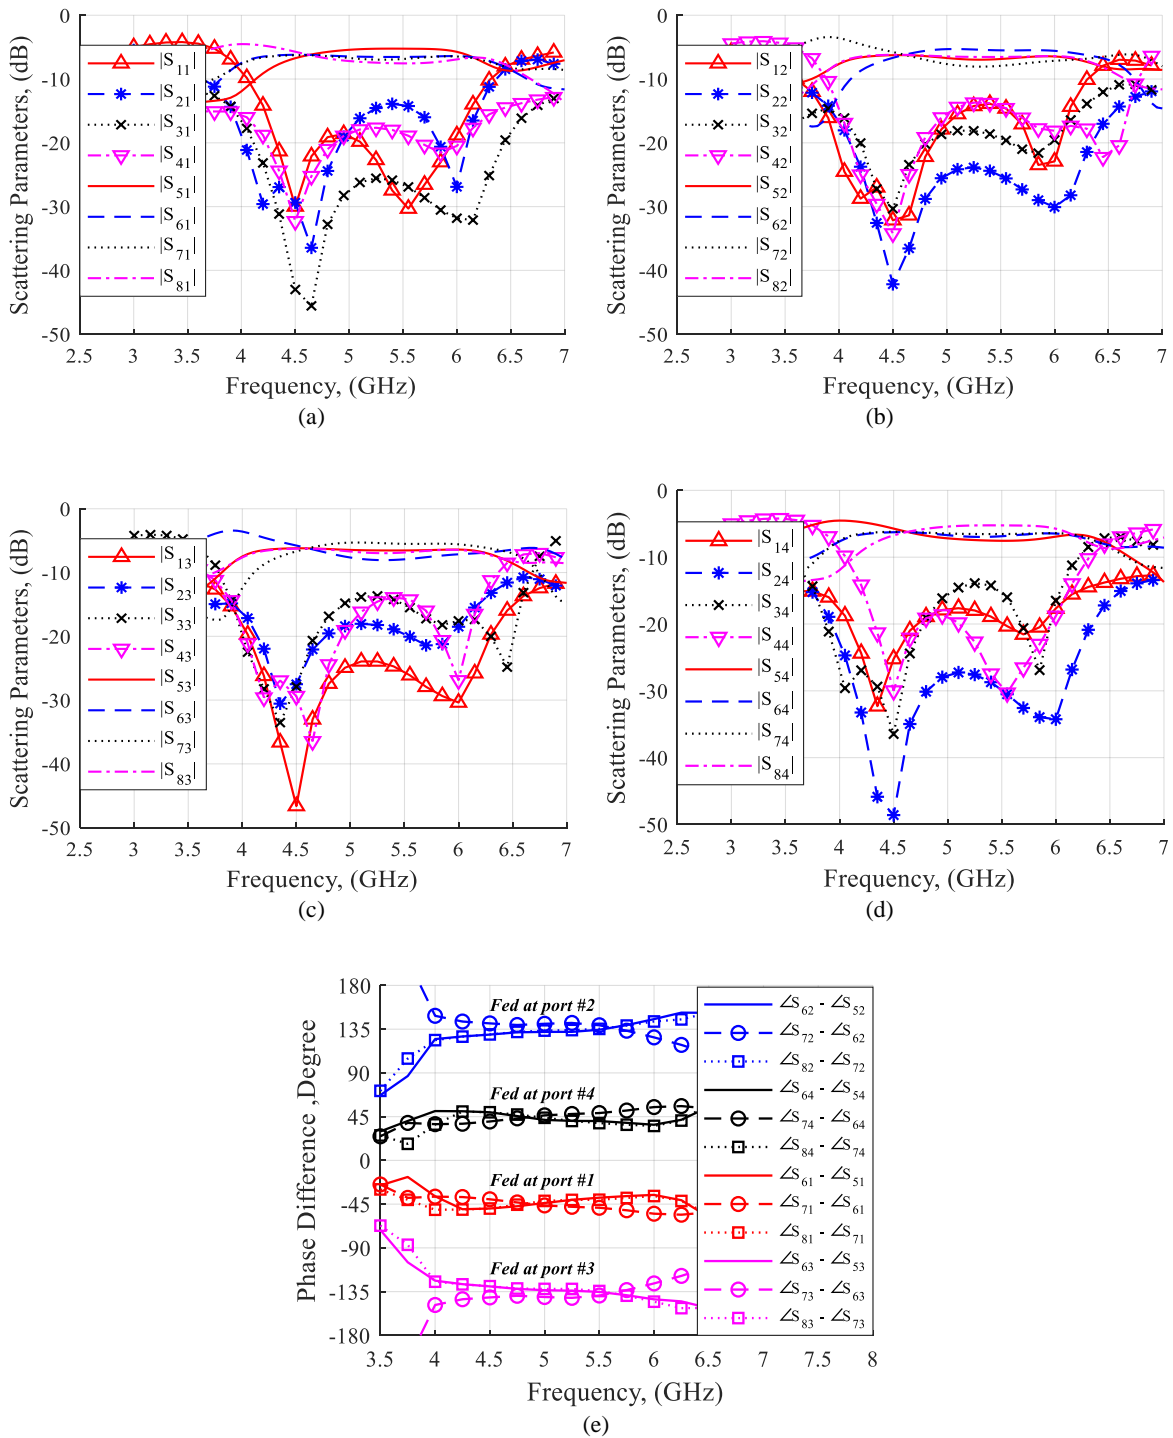 0
-10
-20
-30
-40
-50
Scattering Parameters, (dB)
|S11|
|S21|
|S31|
|S41|
|S51|
|S61|
|S71|
|S81|
2.5 3 3.5 4 4.5 5 5.5 6 6.5 7
Frequency, (GHz)
(a)
0
-10
-20
-30
-40
-50
Scattering Parameters, (dB)
|S12|
|S22|
|S32|
|S42|
|S52|
|S62|
|S72|
|S82|
2.5 3 3.5 4 4.5 5 5.5 6 6.5 7
Frequency, (GHz)
(b)
0
-10
-20
-30
-40
-50
Scattering Parameters, (dB)
|S13|
|S23|
|S33|
|S43|
|S53|
|S63|
|S73|
|S83|
2.5 3 3.5 4 4.5 5 5.5 6 6.5 7
Frequency, (GHz)
(c)
0
-10
-20
-30
-40
-50
Scattering Parameters, (dB)
|S14|
|S24|
|S34|
|S44|
|S54|
|S64|
|S74|
|S84|
2.5 3 3.5 4 4.5 5 5.5 6 6.5 7
Frequency, (GHz)
(d)
180
135
90
45
0
-45
-90
-135
-180
Phase Difference ,Degree
Fed at port #2
Fed at port #4
Fed at port #1
Fed at port #3
∠S62 - ∠S52
∠S72 - ∠S62
∠S82 - ∠S72
∠S64 - ∠S54
∠S74 - ∠S64
∠S84 - ∠S74
∠S61 - ∠S51
∠S71 - ∠S61
∠S81 - ∠S71
∠S63 - ∠S53
∠S73 - ∠S63
∠S83 - ∠S73
3.5 4 4.5 5 5.5 6 6.5 7 7.5 8
Frequency, (GHz)
(e)